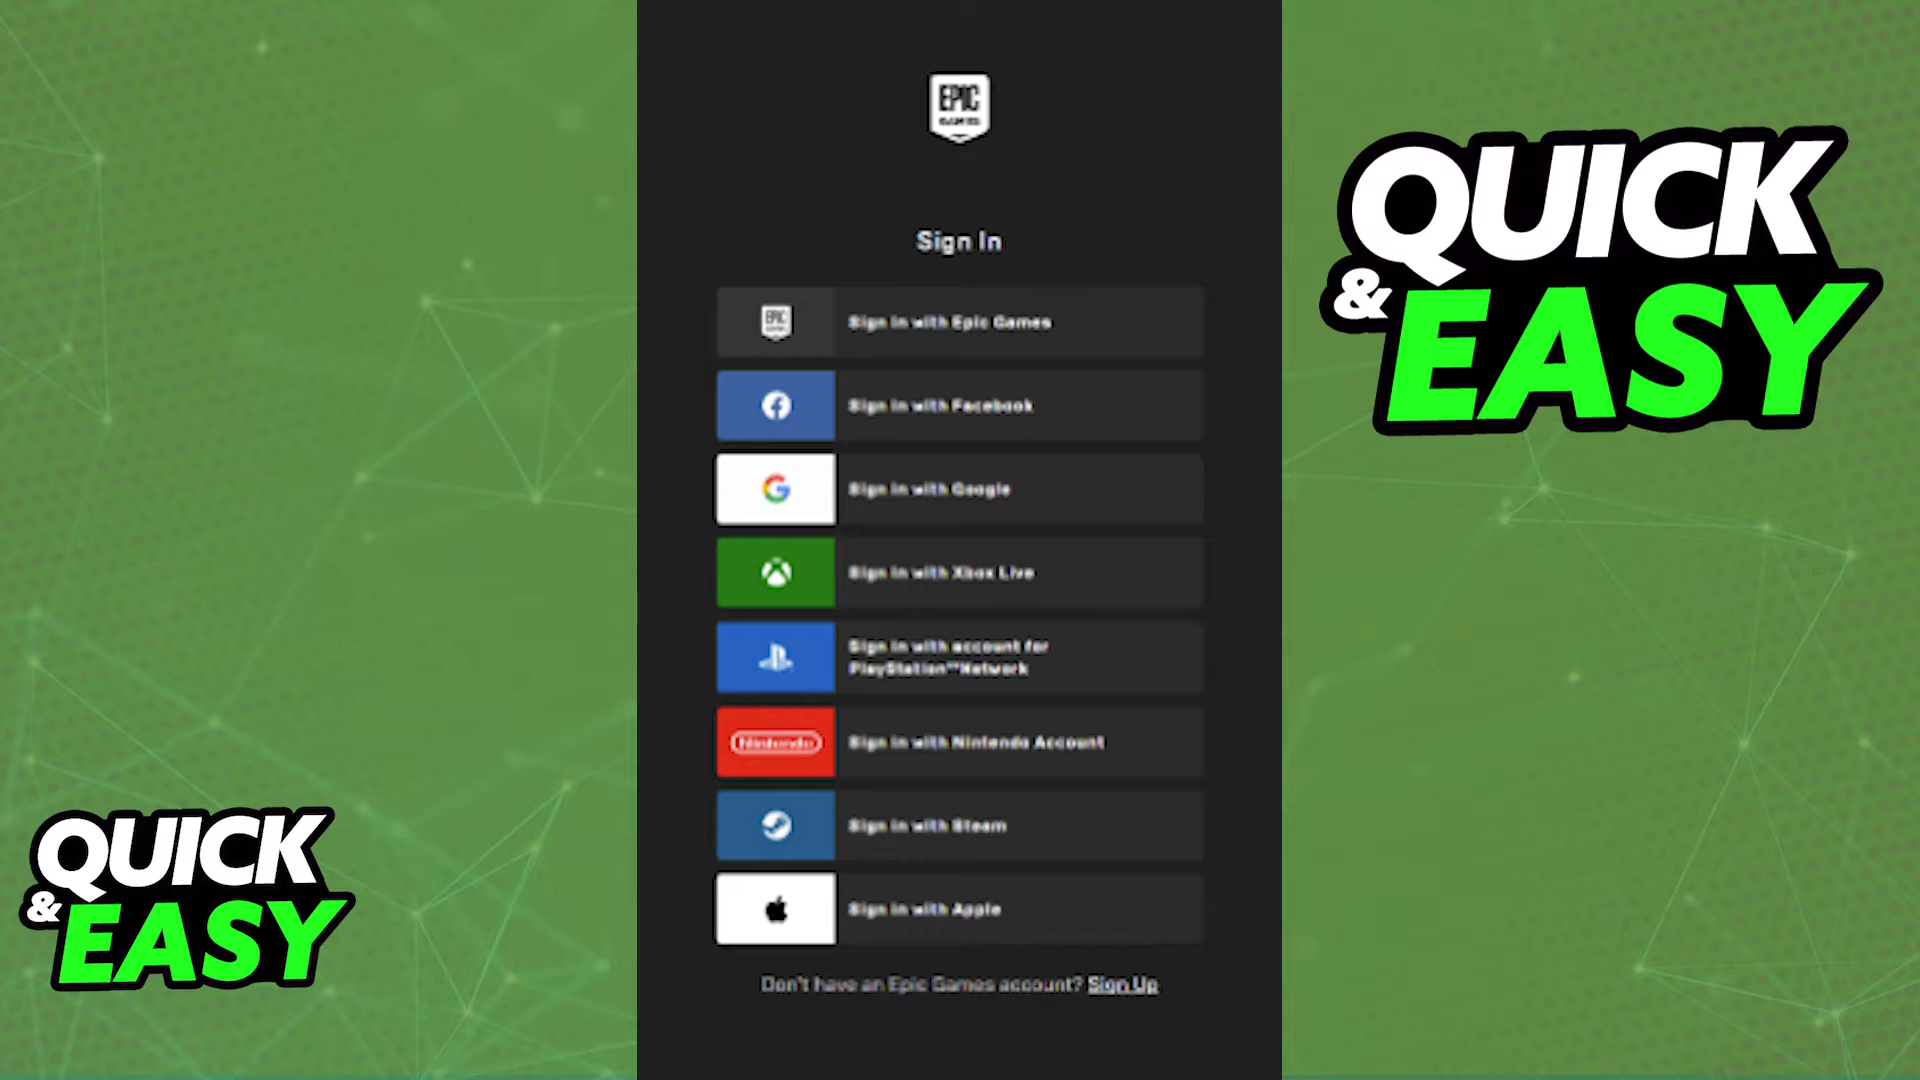 EPIC
GAMES
Sign In
EPIC
Sign in with Epic Games
Sign in with Facebook
Sign in with Google
Sign in with Xbox Live
Sign in with account for
PlayStation™Network
Nintendo
Sign in with Nintendo Account
Sign in with Steam
Sign in with Apple
Don't have an Epic Games account? Sign Up
QUICK
& EASY
QUICK
& EASY